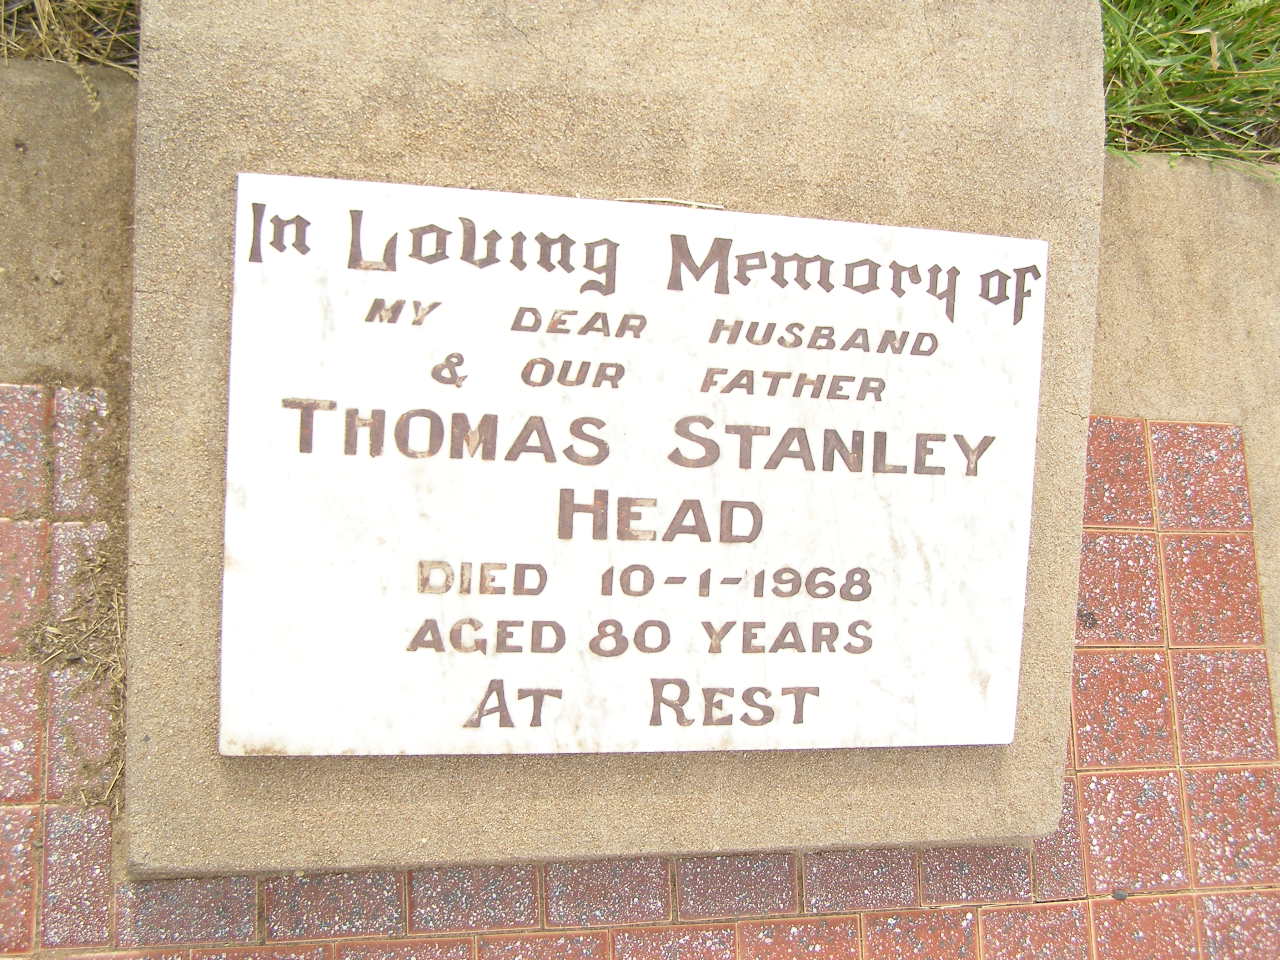 In Loving Memory of
MY DEAR HUSBAND
& OUR FATHER
THOMAS STANLEY
HEAD
DIED 10-1-1968
AGED 80 YEARS
AT REST